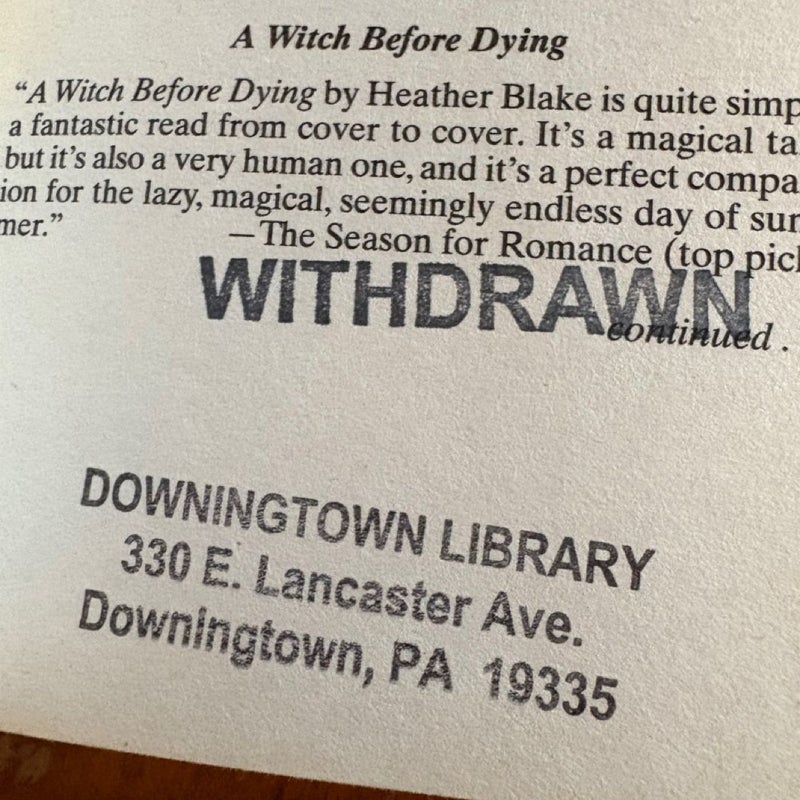 A Witch Before Dying
“A Witch Before Dying by Heather Blake is quite simp
a fantastic read from cover to cover. It’s a magical ta
but it’s also a very human one, and it’s a perfect compa
ion for the lazy, magical, seemingly endless day of sum
mer.”
—The Season for Romance (top pick
WITHDRAWN
continued .
DOWNINGTOWN LIBRARY
330 E. Lancaster Ave.
Downingtown, PA 19335